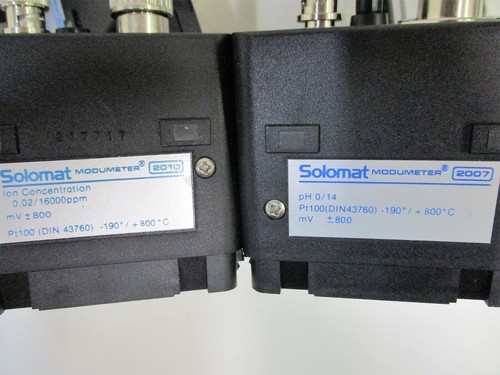 Solomat MODUMETER® 2010
Ion Concentration
0.02/16000ppm
mV ±800
Pt100 (DIN 43760) -190°/+800°C
Solomat MODUMETER® 2007
pH 0/14
Pt100(DIN43760) -190°/+800°C
mV ±800